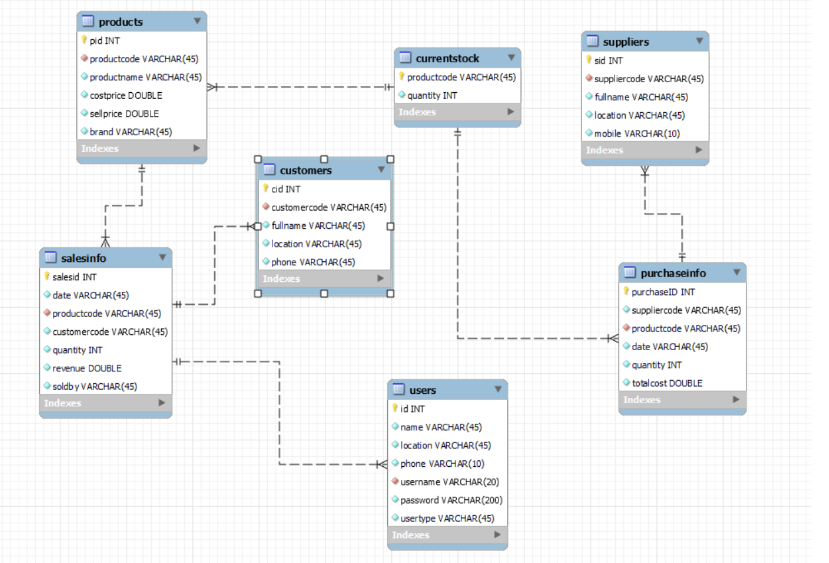 products
pid INT
productcode VARCHAR(45)
productname VARCHAR(45)
costprice DOUBLE
sellprice DOUBLE
brand VARCHAR(45)
Indexes
currentstock
productcode VARCHAR(45)
quantity INT
Indexes
suppliers
sid INT
suppliercode VARCHAR(45)
fullname VARCHAR(45)
location VARCHAR(45)
mobile VARCHAR(10)
Indexes
customers
cid INT
customercode VARCHAR(45)
fullname VARCHAR(45)
location VARCHAR(45)
phone VARCHAR(45)
Indexes
salesinfo
salesid INT
date VARCHAR(45)
productcode VARCHAR(45)
customercode VARCHAR(45)
quantity INT
revenue DOUBLE
soldby VARCHAR(45)
Indexes
purchaseinfo
purchaseID INT
suppliercode VARCHAR(45)
productcode VARCHAR(45)
date VARCHAR(45)
quantity INT
totalcost DOUBLE
Indexes
users
id INT
name VARCHAR(45)
location VARCHAR(45)
phone VARCHAR(10)
username VARCHAR(20)
password VARCHAR(200)
usertype VARCHAR(45)
Indexes